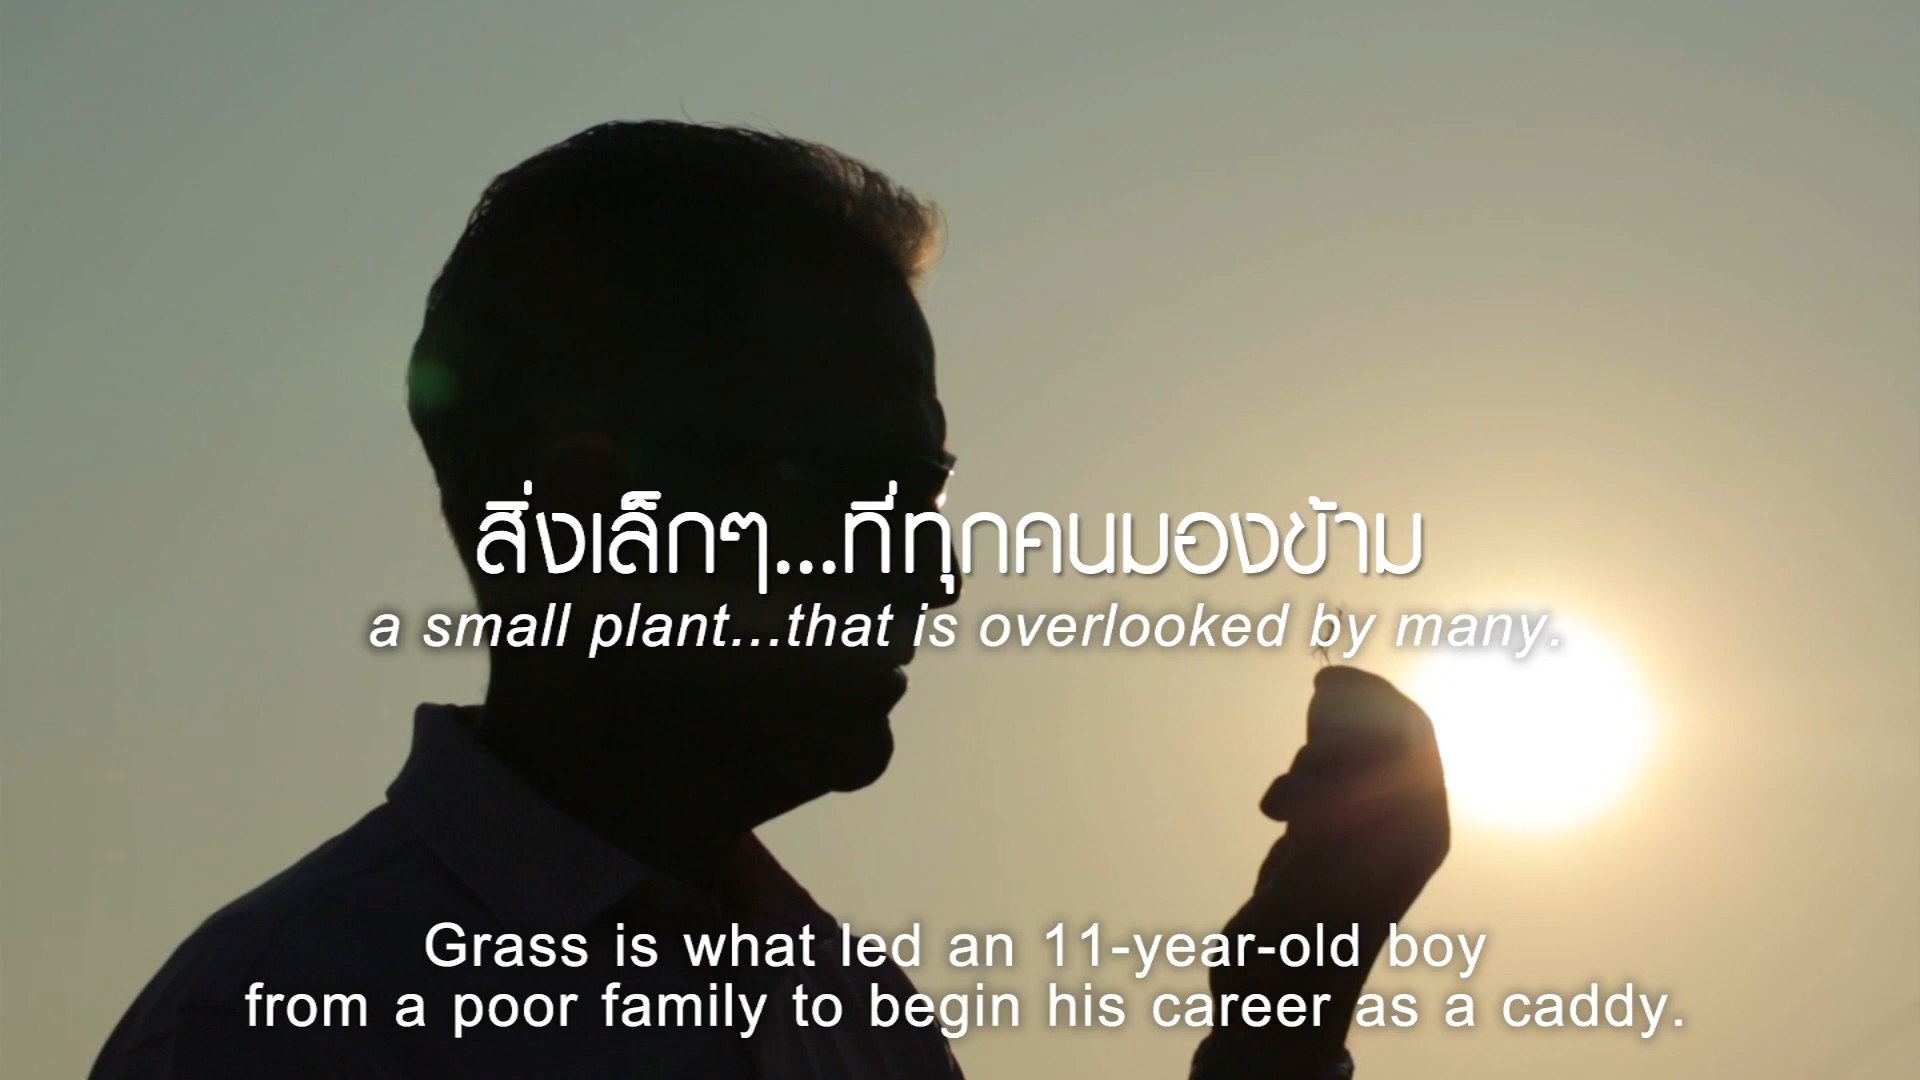 สิ่งเล็กๆ...ที่ทุกคนมองข้าม
a small plant...that is overlooked by many.
Grass is what led an 11-year-old boy
from a poor family to begin his career as a caddy.